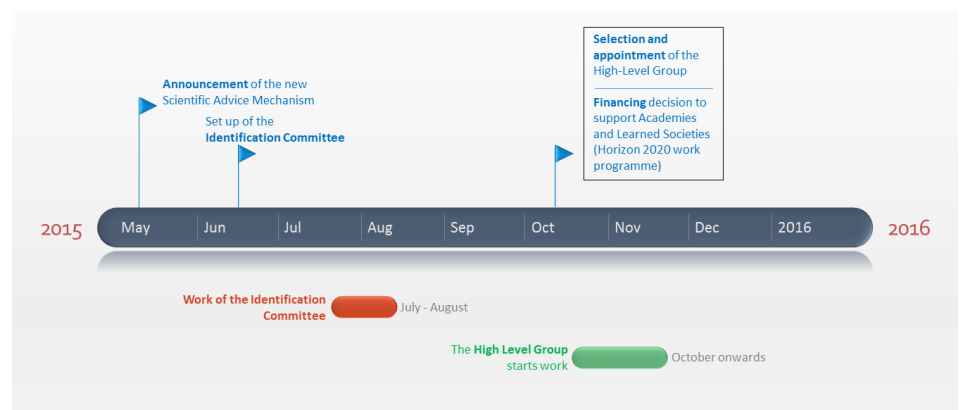 Selection and
appointment of the
High-Level Group
Financing decision to
support Academies
and Learned Societies
(Horizon 2020 work
programme)
Announcement of the new
Scientific Advice Mechanism
Set up of the
Identification Committee
2015
May
Jun
Jul
Aug
Sep
Oct
Nov
Dec
2016
2016
Work of the Identification
Committee
July - August
The High Level Group
starts work
October onwards